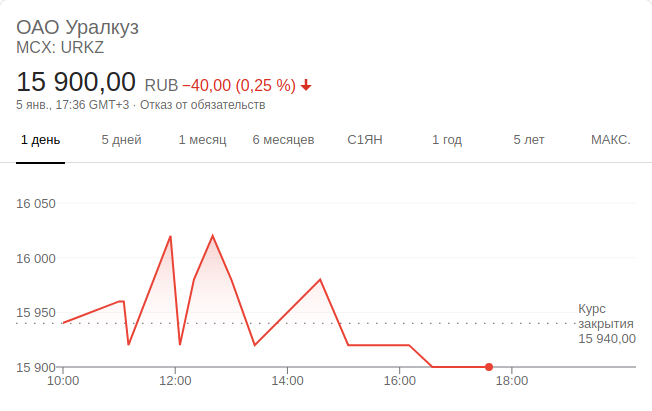 ОАО Уралкуз
MCX: URKZ
15 900,00 RUB −40,00 (0,25 %)
5 янв., 17:36 GMT+3 · Отказ от обязательств
1 день 5 дней 1 месяц 6 месяцев С1ЯН 1 год 5 лет МАКС.
16 050
16 000
15 950
Курс
закрытия
15 940,00
15 900
10:00 12:00 14:00 16:00 18:00